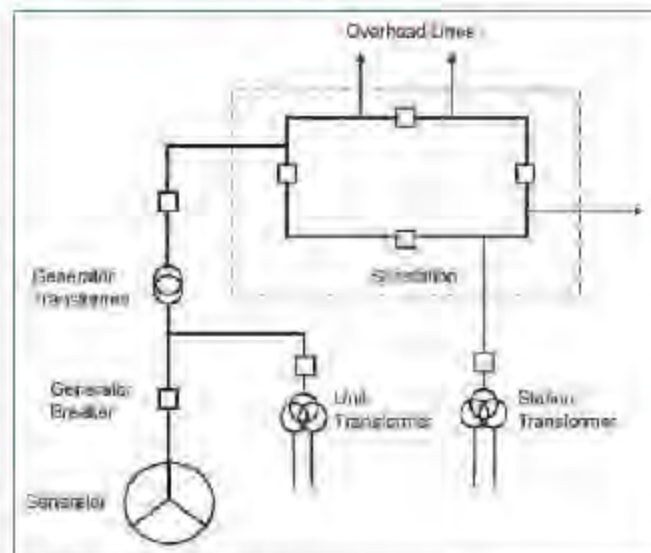 Overhead Lines
Substation
Generator
Transformer
Generator
Breaker
Unit
Transformer
Station
Transformer
Generator